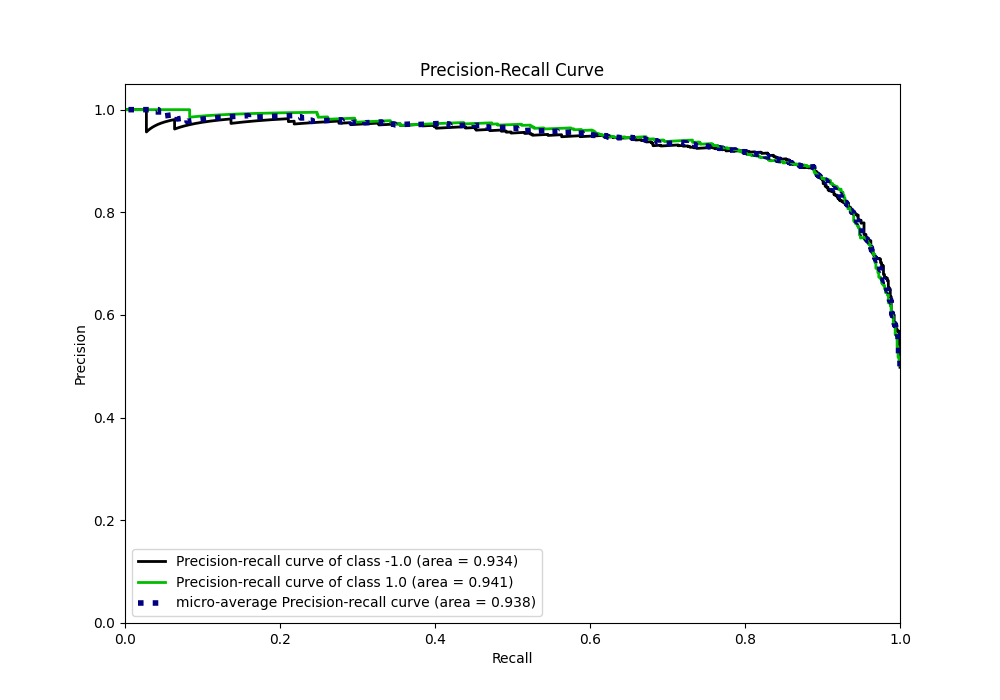 Precision-Recall Curve
1.0
0.8
0.6
0.4
0.2
0.0
Precision
Precision-recall curve of class -1.0 (area = 0.934)
Precision-recall curve of class 1.0 (area = 0.941)
micro-average Precision-recall curve (area = 0.938)
0.0 0.2 0.4 0.6 0.8 1.0
Recall